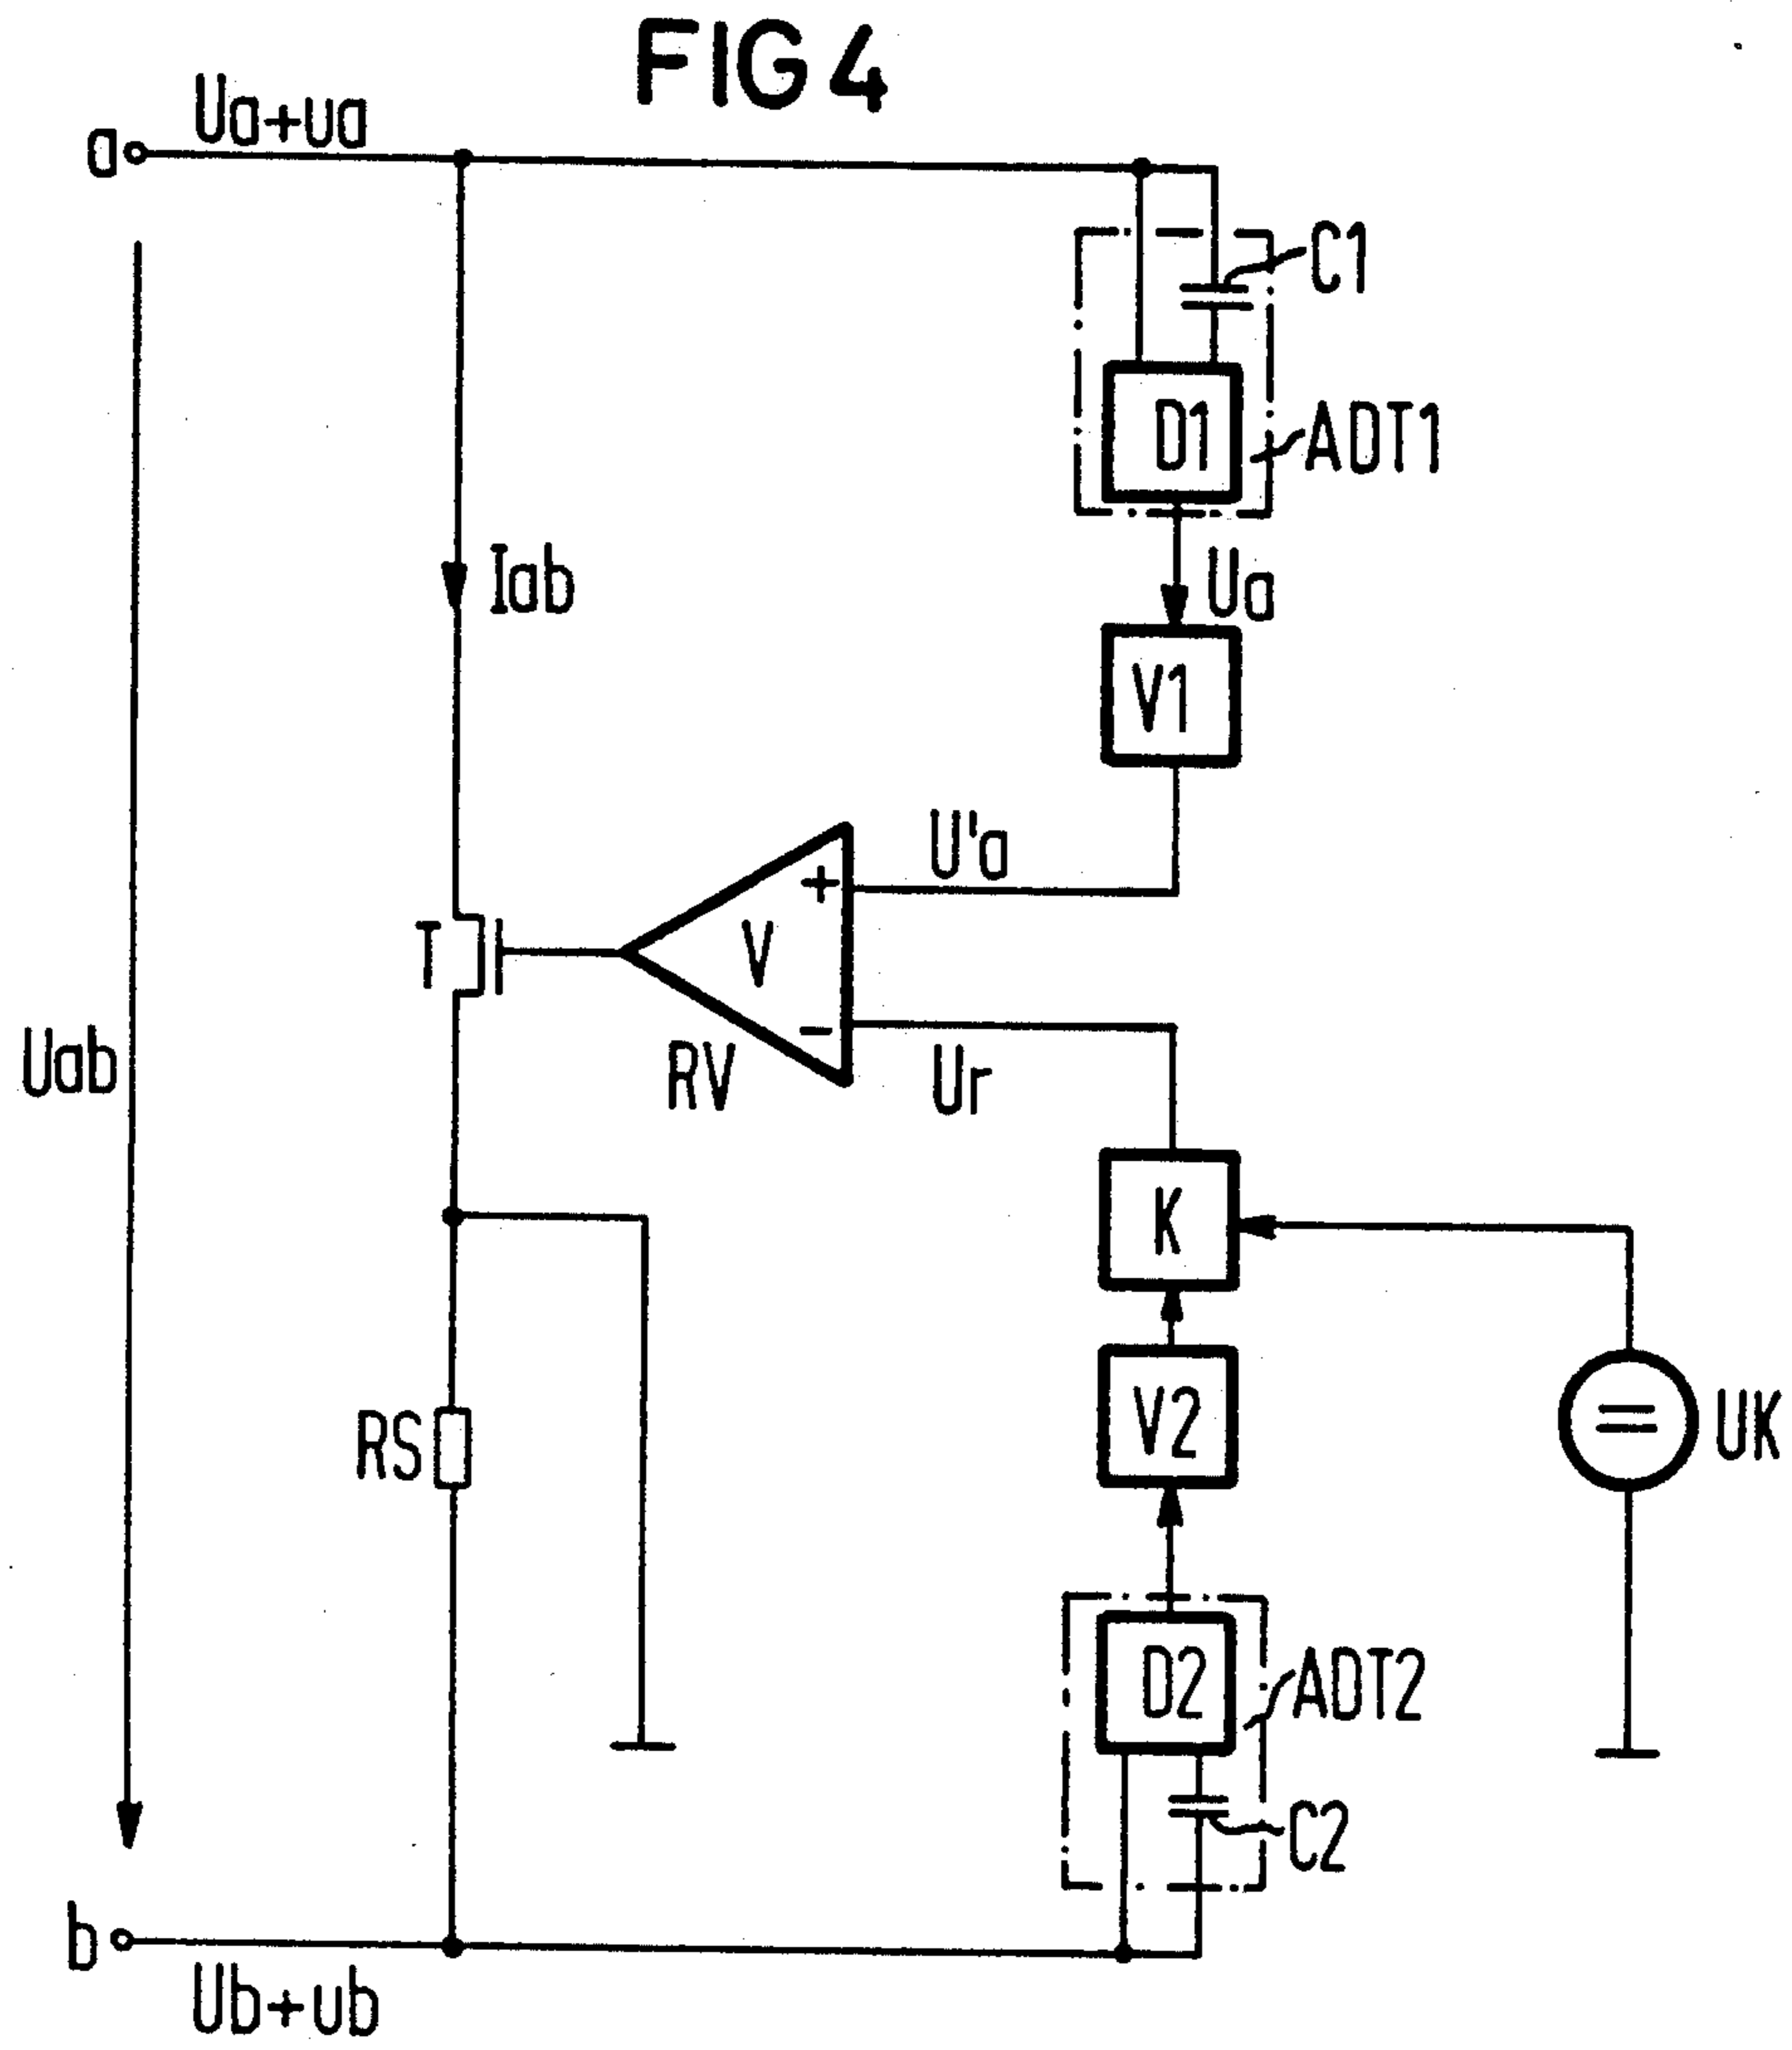 FIG 4
Ua+ua
a
C1
D1
ADT1
Iab
Ua
V1
U'a
+
T
V
-
Uab
RV
Ur
K
RS
V2
=
UK
D2
ADT2
C2
b
Ub+ub